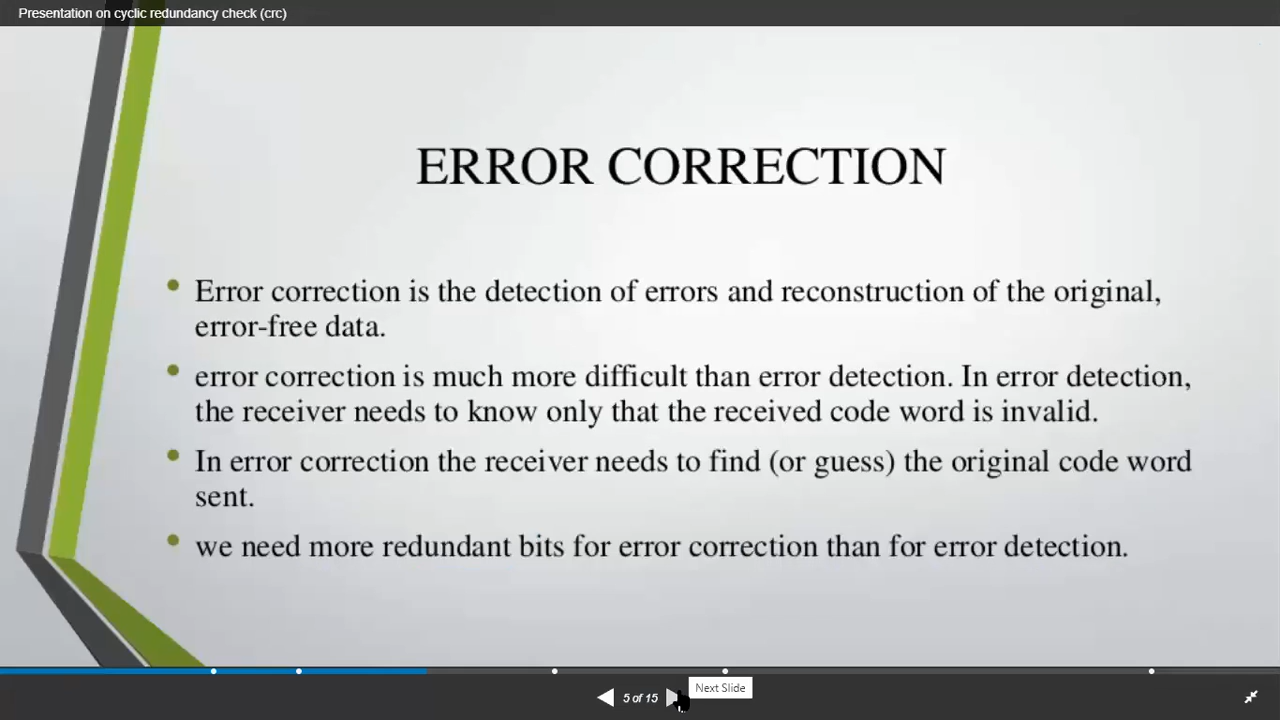 Presentation on cyclic redundancy check (crc)
ERROR CORRECTION
• Error correction is the detection of errors and reconstruction of the original,
error-free data.
• error correction is much more difficult than error detection. In error detection,
the receiver needs to know only that the received code word is invalid.
• In error correction the receiver needs to find (or guess) the original code word
sent.
• we need more redundant bits for error correction than for error detection.
5 of 15
Next Slide